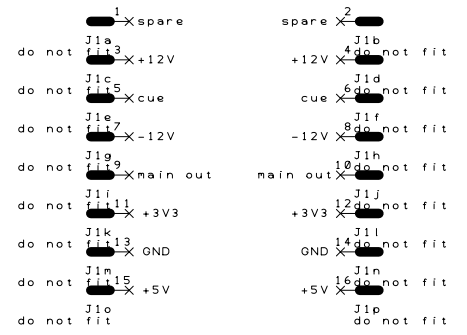 1 spare spare 2
J1a J1b
do not fit 3 +12V +12V 4 do not fit
J1c J1d
do not fit 5 cue cue 6 do not fit
J1e J1f
do not fit 7 -12V -12V 8 do not fit
J1g J1h
do not fit 9 main out main out 10 do not fit
J1i J1j
do not fit 11 +3V3 +3V3 12 do not fit
J1k J1l
do not fit 13 GND GND 14 do not fit
J1m J1n
do not fit 15 +5V +5V 16 do not fit
J1o J1p
do not fit do not fit